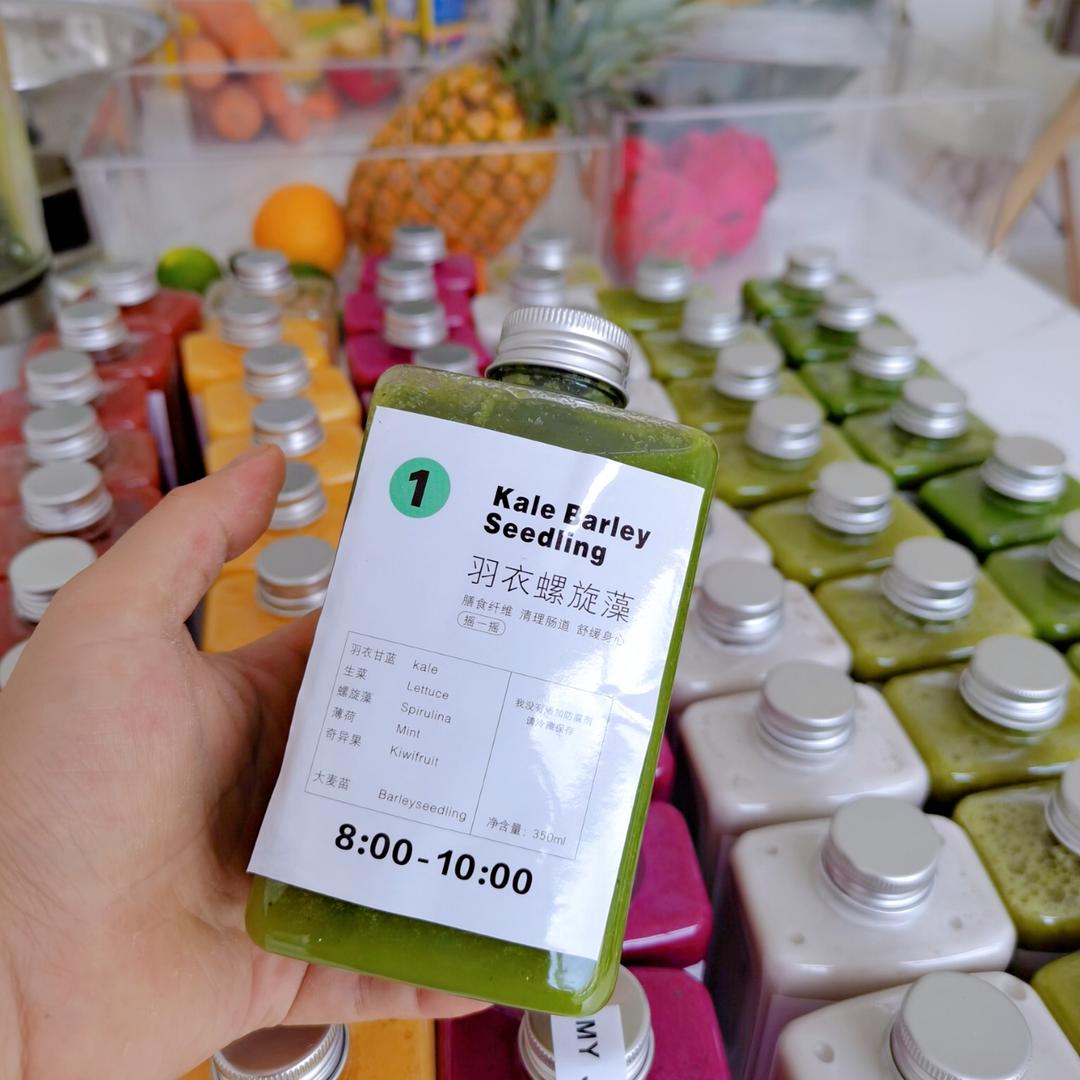 1
Kale Barley
Seedling
羽衣螺旋藻
膳食纤维 清理肠道 舒缓身心
摇一摇
羽衣甘蓝 kale
生菜 Lettuce
螺旋藻 Spirulina
薄荷 Mint
奇异果 Kiwifruit
大麦苗 Barleyseedling
我没有添加防腐剂
请冷藏保存
净含量：350ml
8:00-10:00
MY